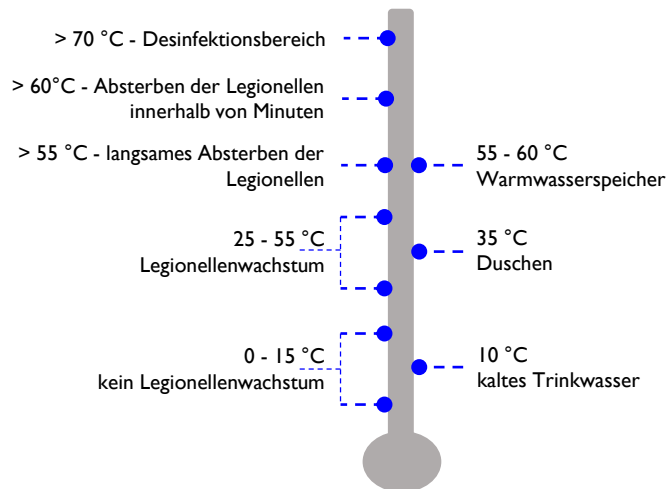 > 70 °C - Desinfektionsbereich
> 60°C - Absterben der Legionellen
innerhalb von Minuten
> 55 °C - langsames Absterben der
Legionellen
25 - 55 °C
Legionellenwachstum
0 - 15 °C
kein Legionellenwachstum
55 - 60 °C
Warmwasserspeicher
35 °C
Duschen
10 °C
kaltes Trinkwasser